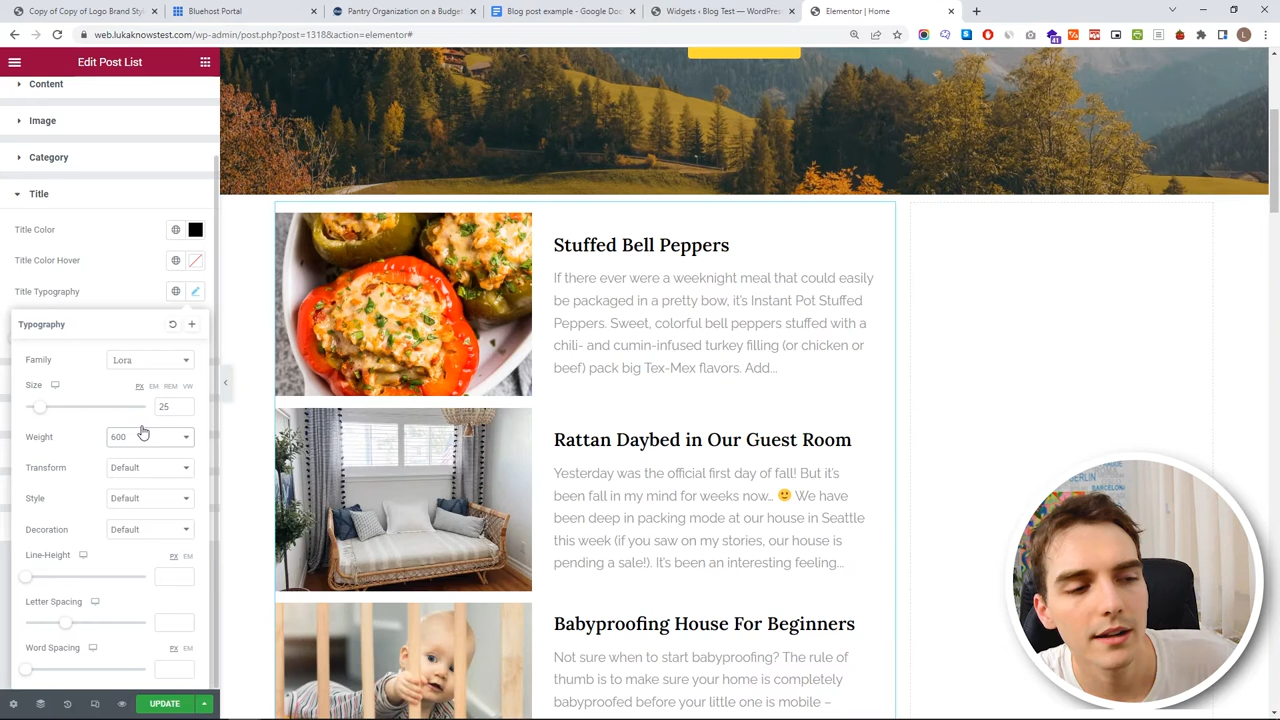 Copy of Copy of Logo Brand Style
Bluehost Portal
Pantry Organization on a Budget
Blog post example - Google Docs
Widgets ‹ Blog Test — WordPress
Elementor | Home
web.lukaknowstest.com/wp-admin/post.php?post=1318&action=elementor#
41
L
Edit Post List
Content
Image
Category
Title
Title Color
Title Color Hover
Title Typography
Typography
Family
Lora
Size
PX EM REM VW
25
Weight
600
Transform
Default
Style
Default
Decoration
Default
Line-Height
PX EM
Letter Spacing
Word Spacing
PX EM
UPDATE
Stuffed Bell Peppers
If there ever were a weeknight meal that could easily
be packaged in a pretty bow, it's Instant Pot Stuffed
Peppers. Sweet, colorful bell peppers stuffed with a
chili- and cumin-infused turkey filling (or chicken or
beef) pack big Tex-Mex flavors. Add...
Rattan Daybed in Our Guest Room
Yesterday was the official first day of fall! But it's
been fall in my mind for weeks now... 🙂 We have
been deep in packing mode at our house in Seattle
this week (if you saw on my stories, our house is
pending a sale!). It's been an interesting feeling...
Babyproofing House For Beginners
Not sure when to start babyproofing? The rule of
thumb is to make sure your home is completely
babyproofed before your little one is mobile –
BERLIN
BARCELONA